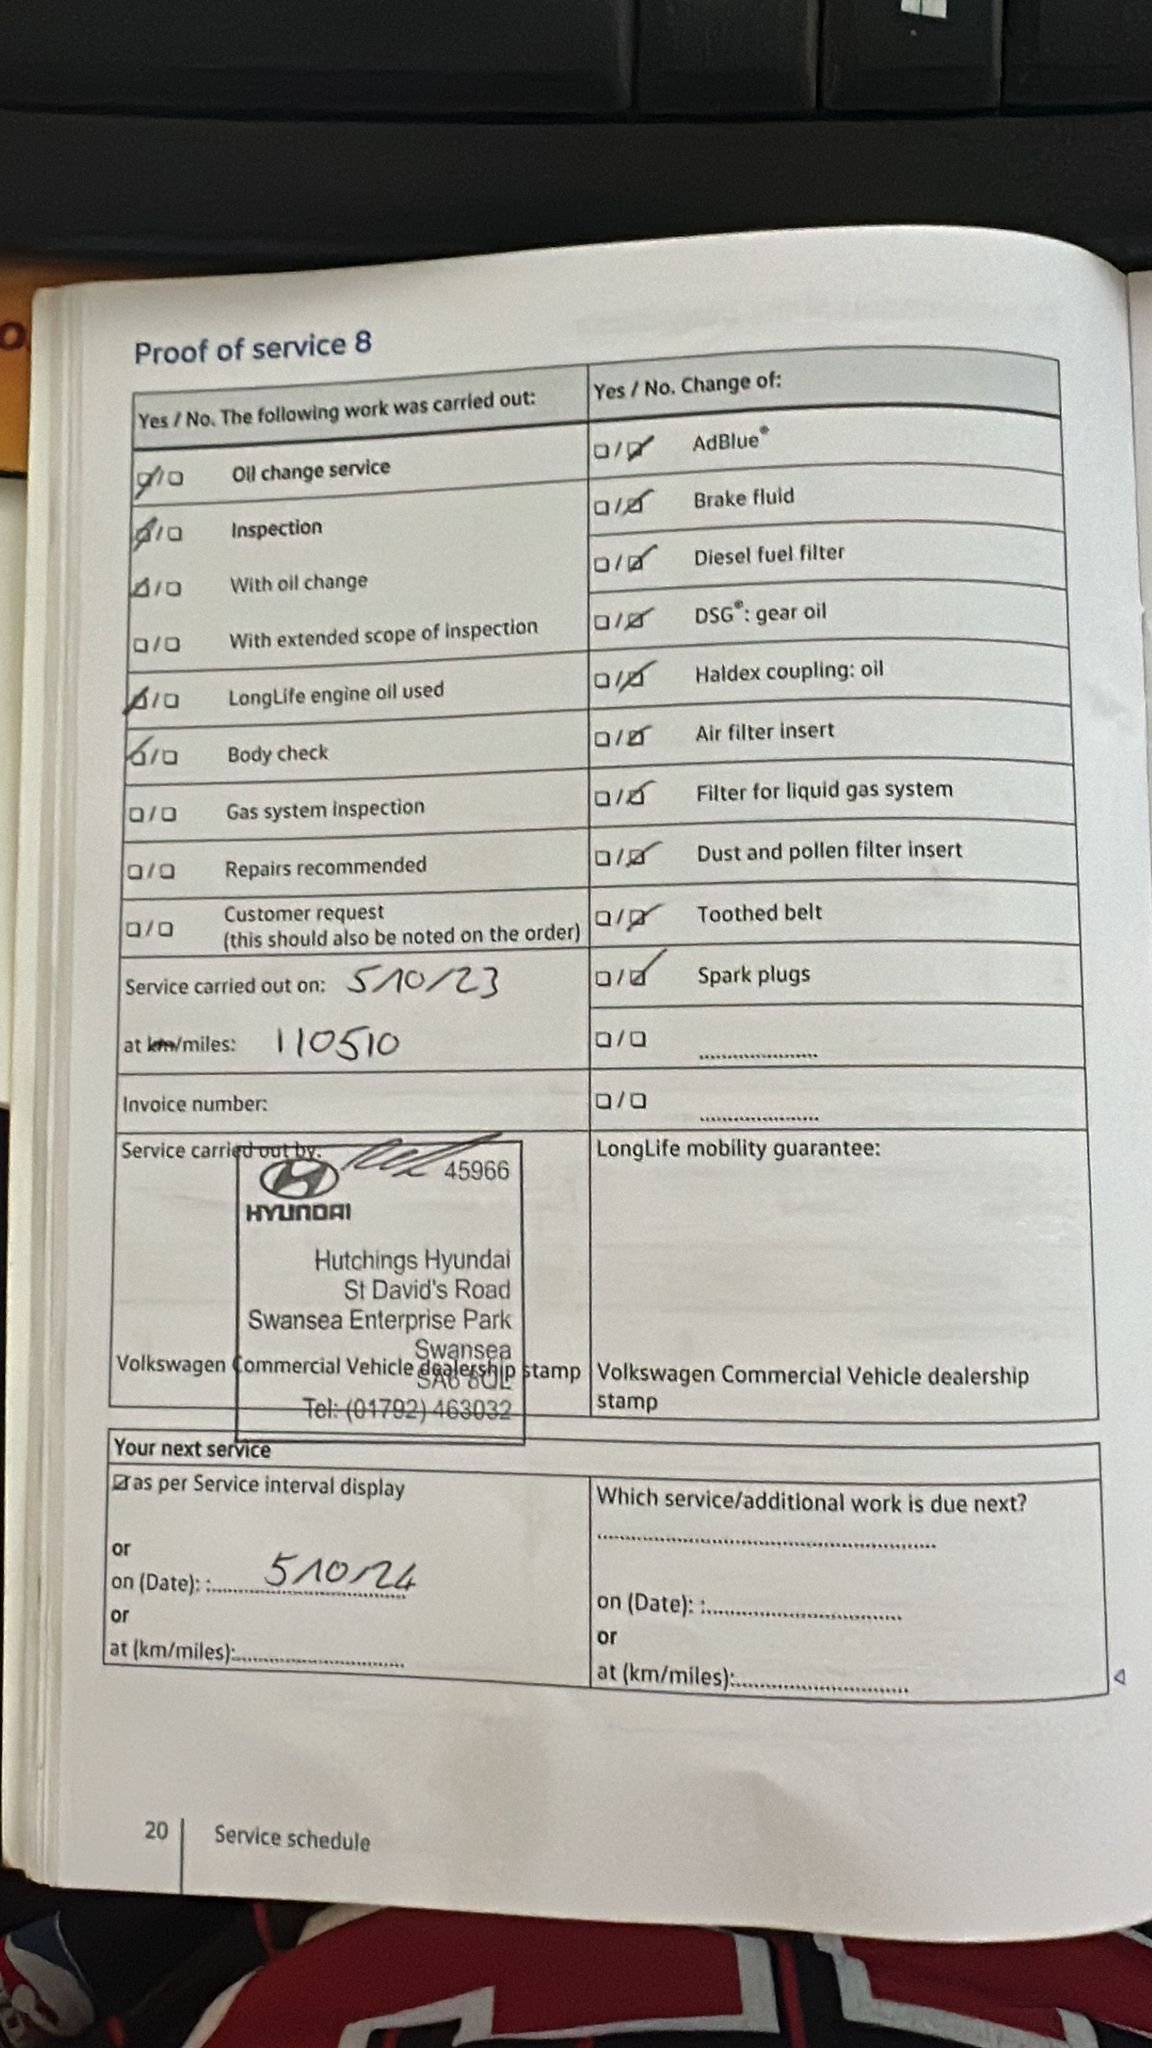 Proof of service 8
Yes / No. The following work was carried out:
Oil change service
Inspection
With oil change
With extended scope of inspection
LongLife engine oil used
Body check
Gas system inspection
Repairs recommended
Customer request
(this should also be noted on the order)
Service carried out on: 5/10/23
at km/miles: 110510
Invoice number:
Service carried out by:
45966
HYUNDAI
Hutchings Hyundai
St David's Road
Swansea Enterprise Park
Swansea
Volkswagen Commercial Vehicle dealership stamp
Tel: (01792) 463032
Yes / No. Change of:
AdBlue®
Brake fluid
Diesel fuel filter
DSG®: gear oil
Haldex coupling: oil
Air filter insert
Filter for liquid gas system
Dust and pollen filter insert
Toothed belt
Spark plugs
LongLife mobility guarantee:
Volkswagen Commercial Vehicle dealership
stamp
Your next service
as per Service interval display
or
on (Date): : 5/10/24
or
at (km/miles):
Which service/additional work is due next?
on (Date): :
or
at (km/miles):
20 Service schedule